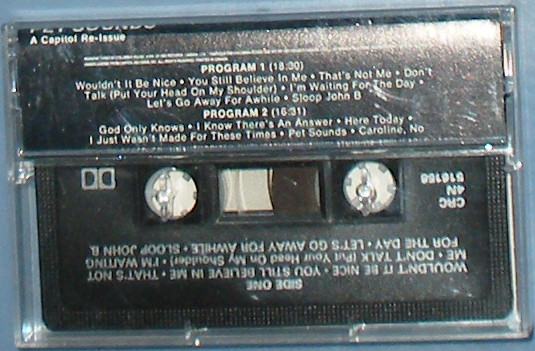 PET SOUNDS
A Capitol Re-Issue
PROGRAM 1 (18:30)
Wouldn't It Be Nice • You Still Believe In Me • That's Not Me • Don't
Talk (Put Your Head On My Shoulder) • I'm Waiting For The Day •
Let's Go Away For Awhile • Sloop John B
PROGRAM 2 (16:31)
God Only Knows • I Know There's An Answer • Here Today •
I Just Wasn't Made For These Times • Pet Sounds • Caroline, No
CRC
4N
516156
SIDE ONE
WOULDN'T IT BE NICE • YOU STILL BELIEVE IN ME • THAT'S NOT
ME • DON'T TALK (Put Your Head On My Shoulder) • I'M WAITING
FOR THE DAY • LET'S GO AWAY FOR AWHILE • SLOOP JOHN B.